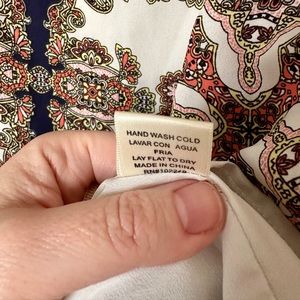 HAND WASH COLD
LAVAR CON AGUA
FRIA
LAY FLAT TO DRY
MADE IN CHINA